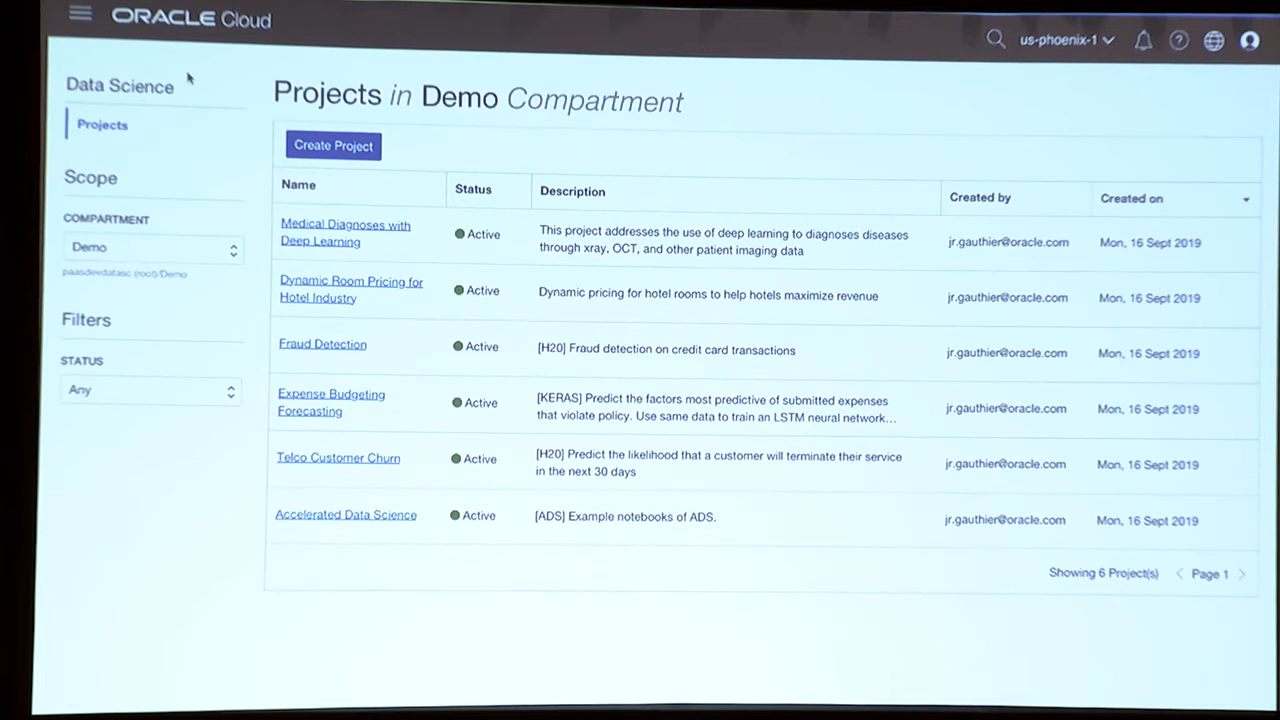 ORACLE Cloud
us-phoenix-1
Data Science
Projects
Scope
COMPARTMENT
Demo
paasdevdatasc (root)/Demo
Filters
STATUS
Any
Projects in Demo Compartment
Create Project
Name Status Description Created by Created on
Medical Diagnoses with
Deep Learning
Active
This project addresses the use of deep learning to diagnoses diseases
through xray, OCT, and other patient imaging data
jr.gauthier@oracle.com
Mon, 16 Sept 2019
Dynamic Room Pricing for
Hotel Industry
Active
Dynamic pricing for hotel rooms to help hotels maximize revenue
jr.gauthier@oracle.com
Mon, 16 Sept 2019
Fraud Detection
Active
[H20] Fraud detection on credit card transactions
jr.gauthier@oracle.com
Mon, 16 Sept 2019
Expense Budgeting
Forecasting
Active
[KERAS] Predict the factors most predictive of submitted expenses
that violate policy. Use same data to train an LSTM neural network...
jr.gauthier@oracle.com
Mon, 16 Sept 2019
Telco Customer Churn
Active
[H20] Predict the likelihood that a customer will terminate their service
in the next 30 days
jr.gauthier@oracle.com
Mon, 16 Sept 2019
Accelerated Data Science
Active
[ADS] Example notebooks of ADS.
jr.gauthier@oracle.com
Mon, 16 Sept 2019
Showing 6 Project(s) < Page 1 >